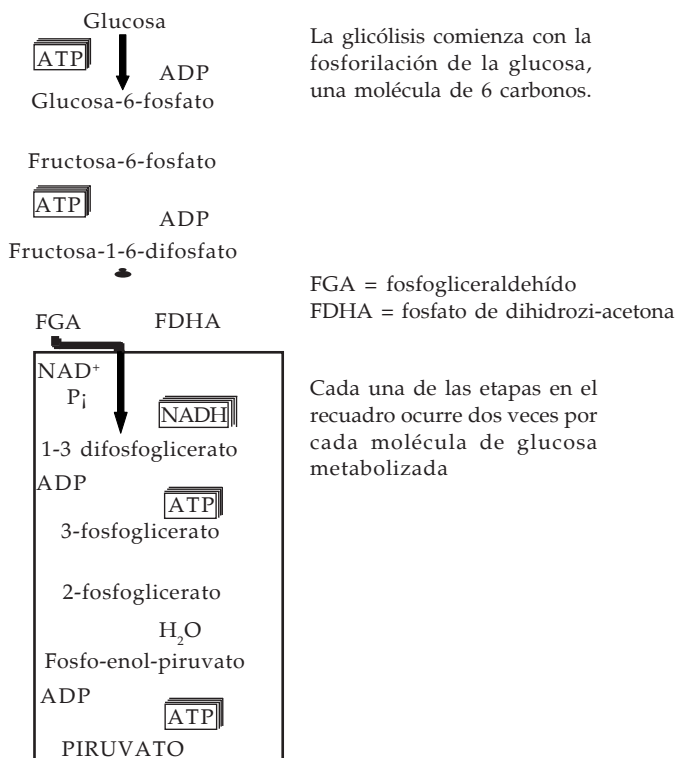 Glucosa
ATP
ADP
Glucosa-6-fosfato
La glicólisis comienza con la
fosforilación de la glucosa,
una molécula de 6 carbonos.
Fructosa-6-fosfato
ATP
ADP
Fructosa-1-6-difosfato
FGA = fosfogliceraldehído
FDHA = fosfato de dihidrozi-acetona
FGA FDHA
NAD⁺
P¡
NADH
1-3 difosfoglicerato
Cada una de las etapas en el
recuadro ocurre dos veces por
cada molécula de glucosa
metabolizada
ADP
ATP
3-fosfoglicerato
2-fosfoglicerato
H₂O
Fosfo-enol-piruvato
ADP
ATP
PIRUVATO